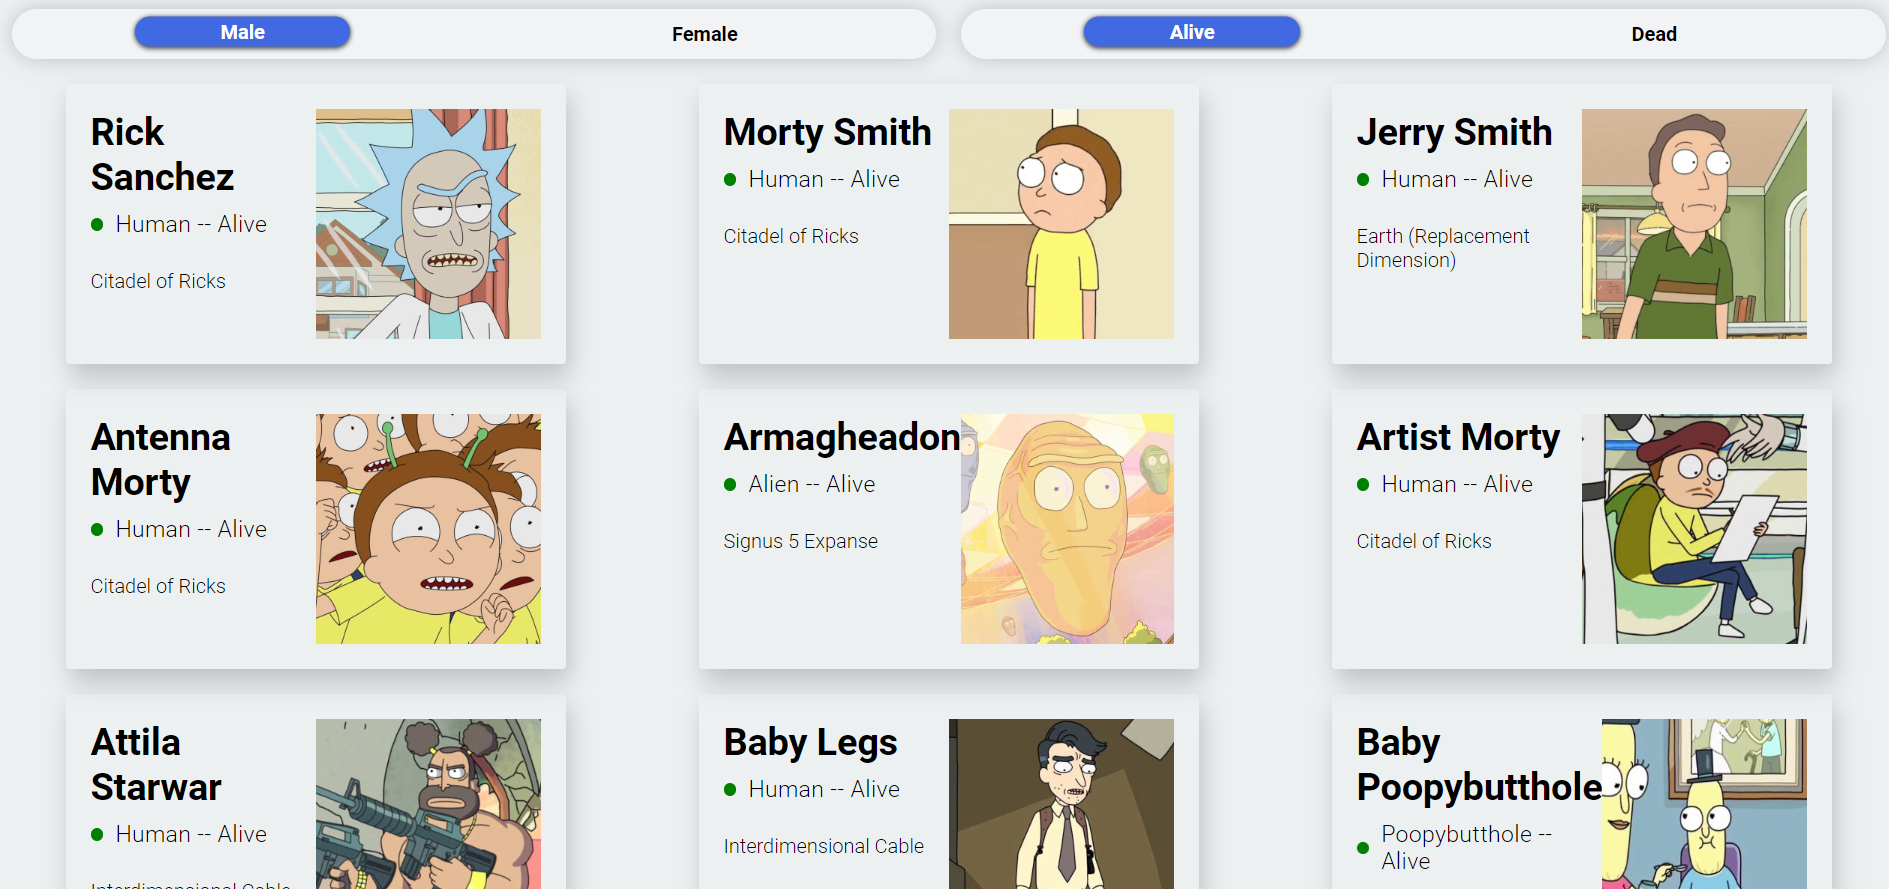 Male
Female
Alive
Dead
Rick
Sanchez
Human -- Alive
Citadel of Ricks
Morty Smith
Human -- Alive
Citadel of Ricks
Jerry Smith
Human -- Alive
Earth (Replacement
Dimension)
Antenna
Morty
Human -- Alive
Citadel of Ricks
Armagheadon
Alien -- Alive
Signus 5 Expanse
Artist Morty
Human -- Alive
Citadel of Ricks
Attila
Starwar
Human -- Alive
Interdimensional Cable
Baby Legs
Human -- Alive
Interdimensional Cable
Baby
Poopybutthole
Poopybutthole --
Alive